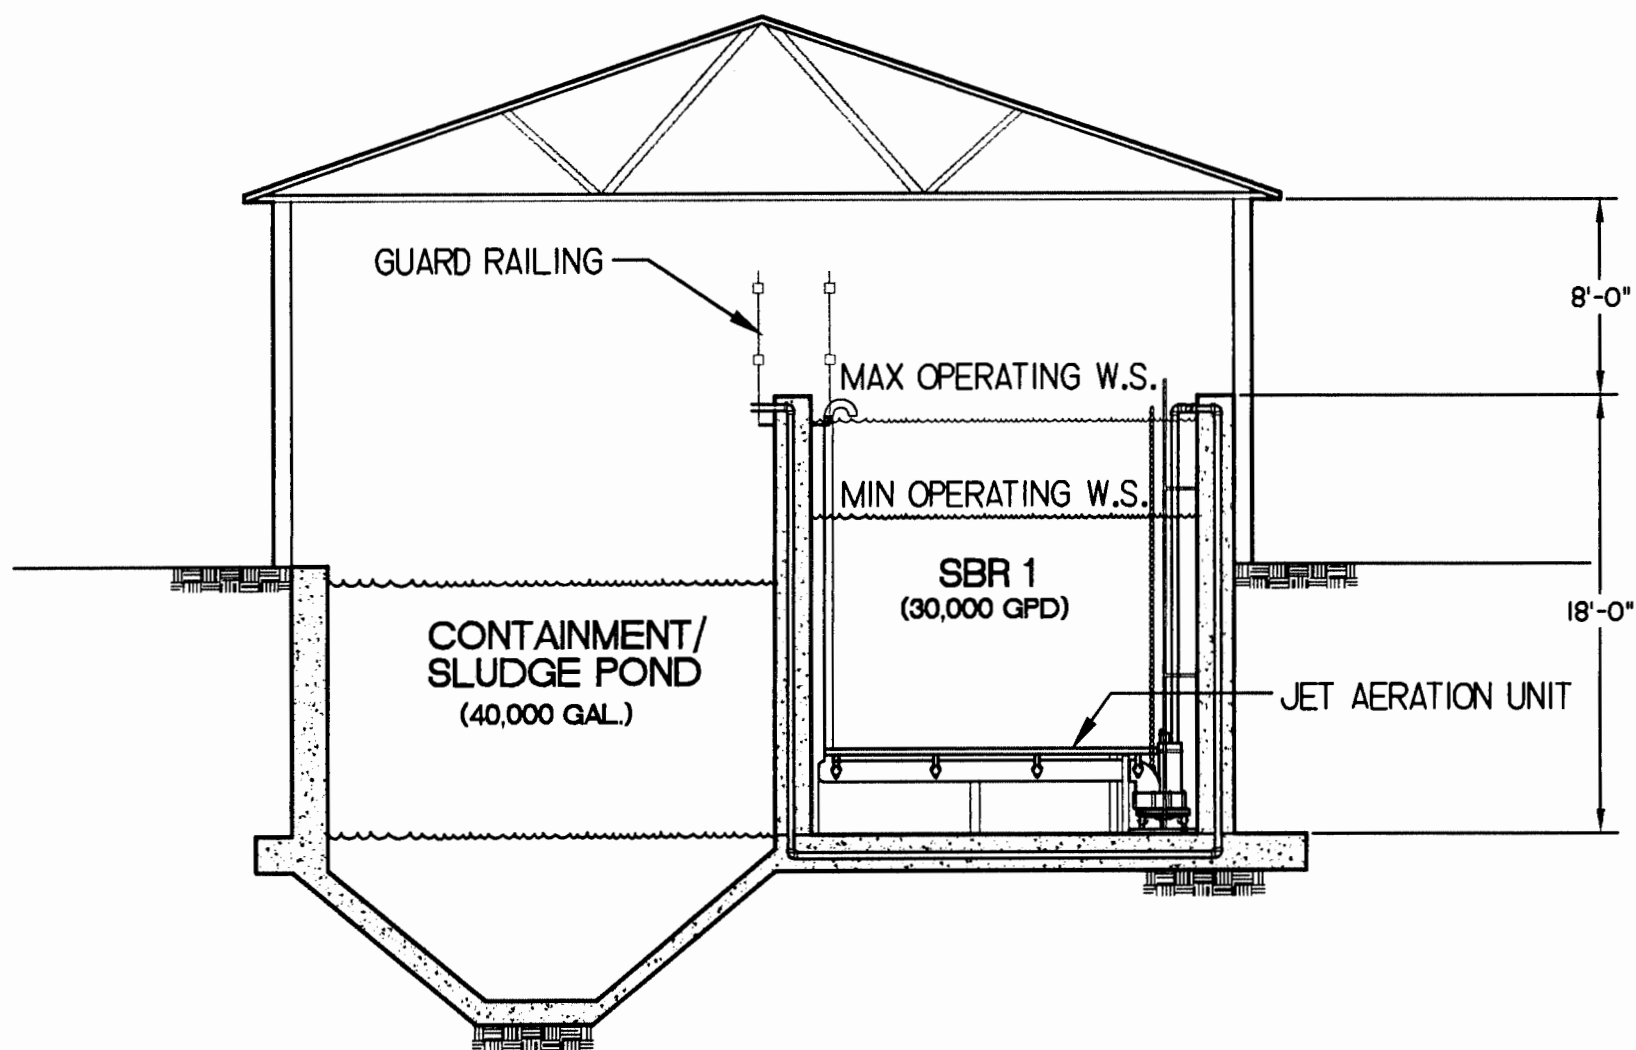 GUARD RAILING
8'-0"
MAX OPERATING W.S.
MIN OPERATING W.S.
SBR 1
(30,000 GPD)
18'-0"
CONTAINMENT/
SLUDGE POND
(40,000 GAL.)
JET AERATION UNIT